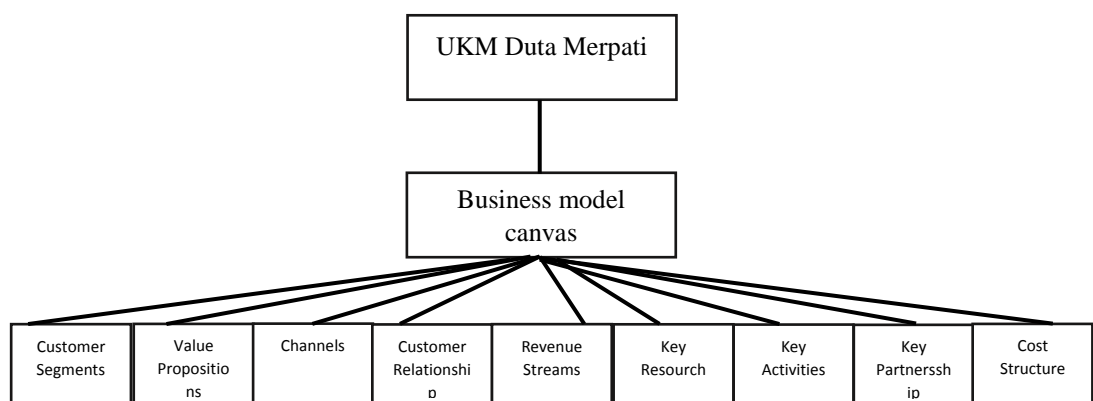 UKM Duta Merpati
Business model
canvas
Customer
Segments
Value
Propositio
ns
Channels
Customer
Relationshi
p
Revenue
Streams
Key
Resourch
Key
Activities
Key
Partnerssh
ip
Cost
Structure